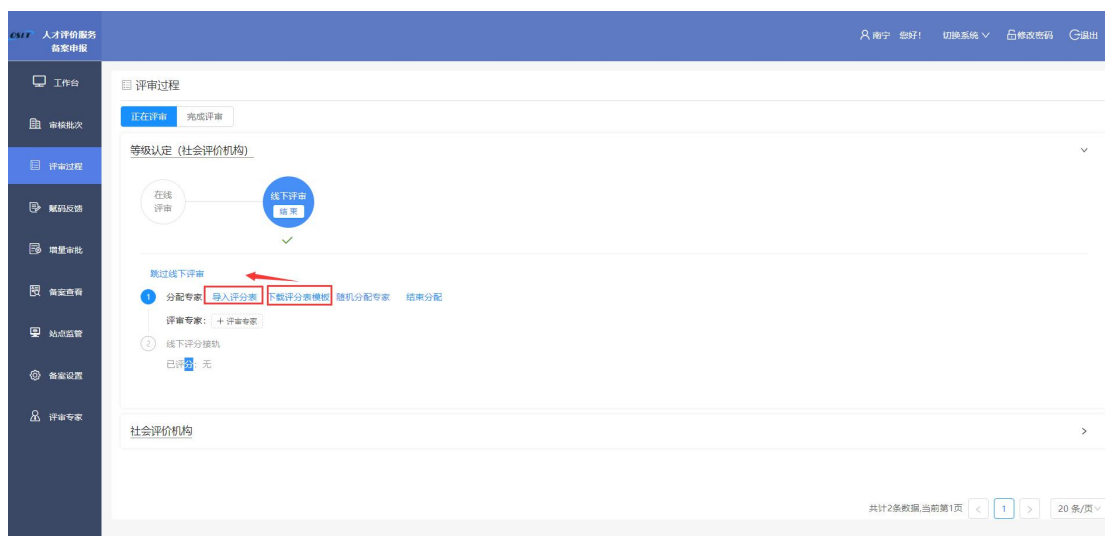 OSLT 人才评价服务
备案申报
南宁 您好! 切换系统 修改密码 退出
工作台
审核批次
评审过程
赋码反馈
增量审批
备案查看
站点监管
备案设置
评审专家
评审过程
正在评审 完成评审
等级认定（社会评价机构）
在线
评审
线下评审
结束
跳过线下评审
1 分配专家 导入评分表 下载评分表模板 随机分配专家 结束分配
评审专家： + 评审专家
2 线下评分接轨
已评分: 无
社会评价机构
共计2条数据,当前第1页 < 1 > 20 条/页